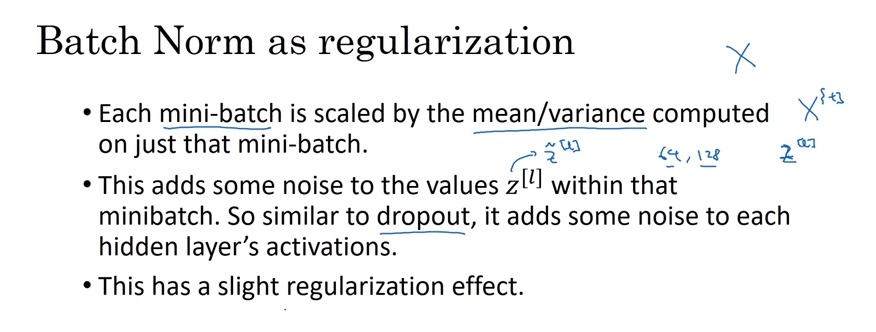 Batch Norm as regularization
X
• Each mini-batch is scaled by the mean/variance computed
X^{t}
on just that mini-batch.
z̃^[l]
64, 128
z^[l]
• This adds some noise to the values z^[l] within that
minibatch. So similar to dropout, it adds some noise to each
hidden layer's activations.
• This has a slight regularization effect.